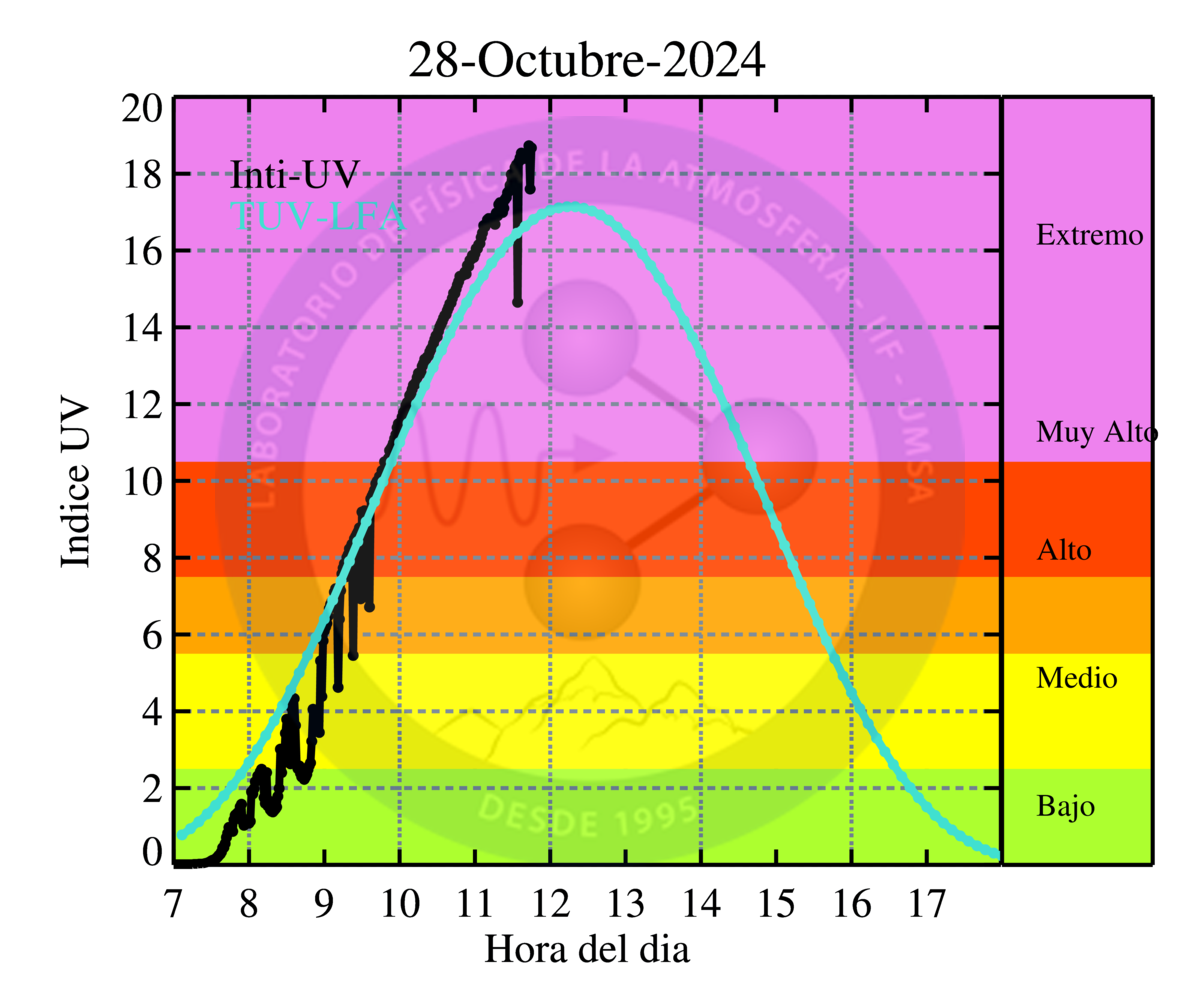 28-Octubre-2024
Inti-UV
TUV-LFA
Indice UV
20
18
16
14
12
10
8
6
4
2
0
7 8 9 10 11 12 13 14 15 16 17
Hora del dia
Extremo
Muy Alto
Alto
Medio
Bajo
LABORATORIO DE FÍSICA DE LA ATMÓSFERA - IIF - UMSA
DESDE 1995